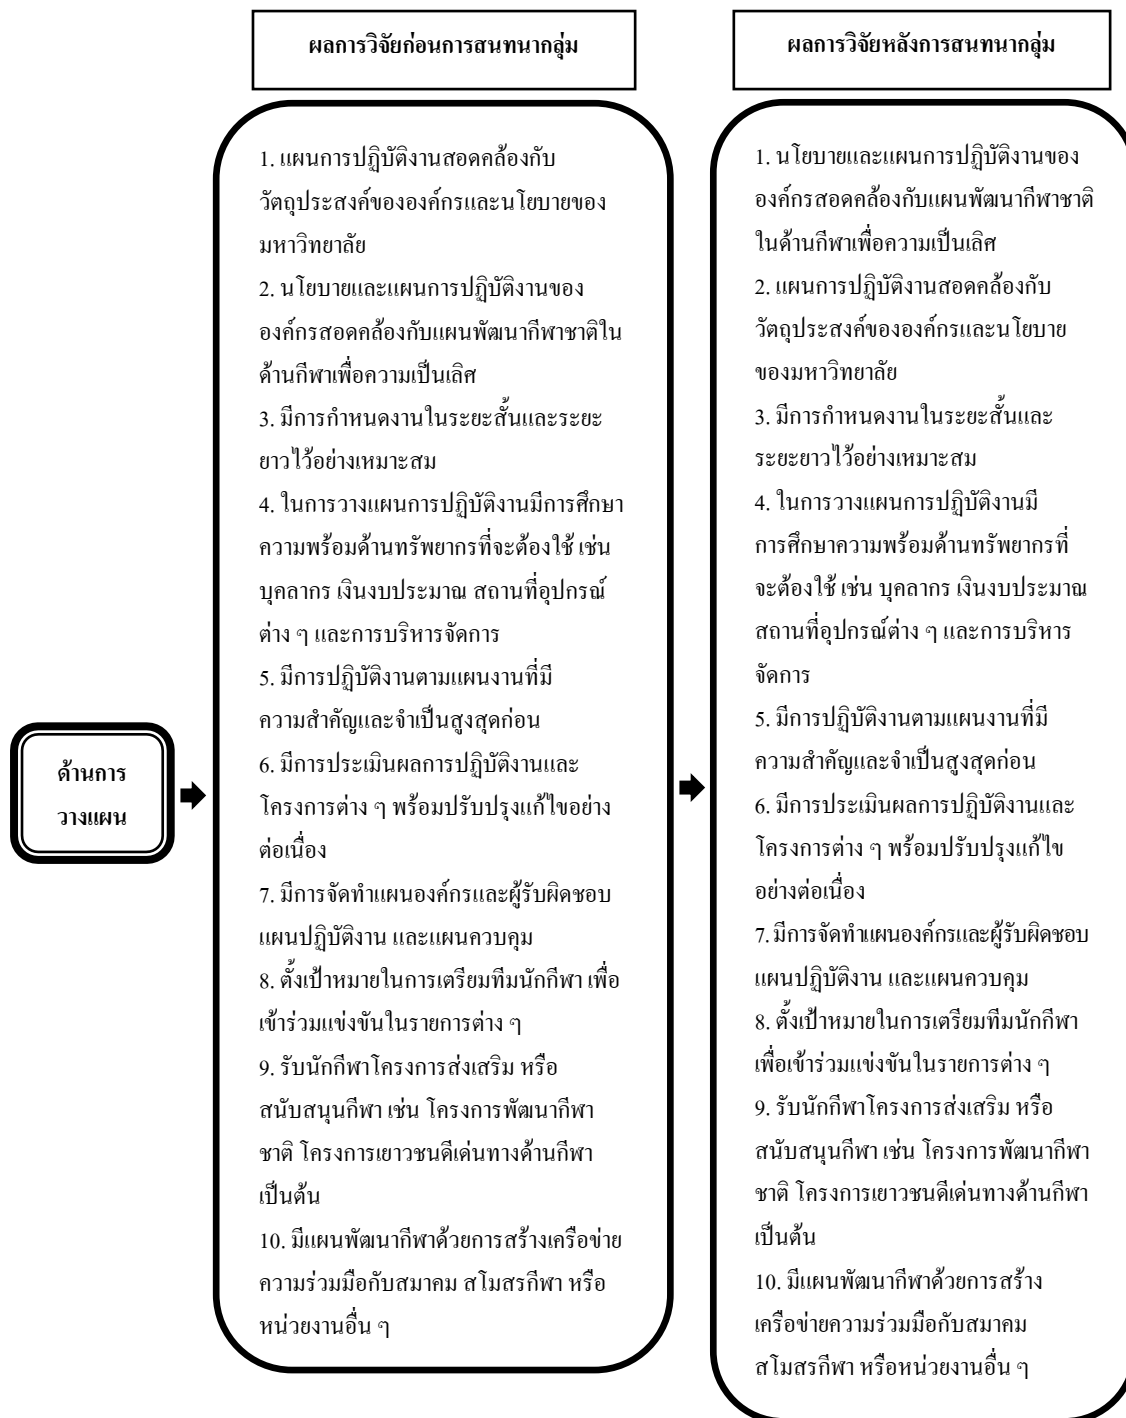 ผลการวิจัยก่อนการสนทนากลุ่ม
1. แผนการปฏิบัติงานสอดคล้องกับ
วัตถุประสงค์ขององค์กรและนโยบายของ
มหาวิทยาลัย
2. นโยบายและแผนการปฏิบัติงานของ
องค์กรสอดคล้องกับแผนพัฒนากีฬาชาติใน
ด้านกีฬาเพื่อความเป็นเลิศ
3. มีการกำหนดงานในระยะสั้นและระยะ
ยาวไว้อย่างเหมาะสม
4. ในการวางแผนการปฏิบัติงานมีการศึกษา
ความพร้อมด้านทรัพยากรที่จะต้องใช้ เช่น
บุคลากร เงินงบประมาณ สถานที่อุปกรณ์
ต่าง ๆ และการบริหารจัดการ
5. มีการปฏิบัติงานตามแผนงานที่มี
ความสำคัญและจำเป็นสูงสุดก่อน
6. มีการประเมินผลการปฏิบัติงานและ
โครงการต่าง ๆ พร้อมปรับปรุงแก้ไขอย่าง
ต่อเนื่อง
7. มีการจัดทำแผนองค์กรและผู้รับผิดชอบ
แผนปฏิบัติงาน และแผนควบคุม
8. ตั้งเป้าหมายในการเตรียมทีมนักกีฬา เพื่อ
เข้าร่วมแข่งขันในรายการต่าง ๆ
9. รับนักกีฬาโครงการส่งเสริม หรือ
สนับสนุนกีฬา เช่น โครงการพัฒนากีฬา
ชาติ โครงการเยาวชนดีเด่นทางด้านกีฬา
เป็นต้น
10. มีแผนพัฒนากีฬาด้วยการสร้างเครือข่าย
ความร่วมมือกับสมาคม สโมสรกีฬา หรือ
หน่วยงานอื่น ๆ
ผลการวิจัยหลังการสนทนากลุ่ม
1. นโยบายและแผนการปฏิบัติงานของ
องค์กรสอดคล้องกับแผนพัฒนากีฬาชาติ
ในด้านกีฬาเพื่อความเป็นเลิศ
2. แผนการปฏิบัติงานสอดคล้องกับ
วัตถุประสงค์ขององค์กรและนโยบาย
ของมหาวิทยาลัย
3. มีการกำหนดงานในระยะสั้นและ
ระยะยาวไว้อย่างเหมาะสม
4. ในการวางแผนการปฏิบัติงานมี
การศึกษาความพร้อมด้านทรัพยากรที่
จะต้องใช้ เช่น บุคลากร เงินงบประมาณ
สถานที่อุปกรณ์ต่าง ๆ และการบริหาร
จัดการ
5. มีการปฏิบัติงานตามแผนงานที่มี
ความสำคัญและจำเป็นสูงสุดก่อน
6. มีการประเมินผลการปฏิบัติงานและ
โครงการต่าง ๆ พร้อมปรับปรุงแก้ไข
อย่างต่อเนื่อง
7. มีการจัดทำแผนองค์กรและผู้รับผิดชอบ
แผนปฏิบัติงาน และแผนควบคุม
8. ตั้งเป้าหมายในการเตรียมทีมนักกีฬา
เพื่อเข้าร่วมแข่งขันในรายการต่าง ๆ
9. รับนักกีฬาโครงการส่งเสริม หรือ
สนับสนุนกีฬา เช่น โครงการพัฒนากีฬา
ชาติ โครงการเยาวชนดีเด่นทางด้านกีฬา
เป็นต้น
10. มีแผนพัฒนากีฬาด้วยการสร้าง
เครือข่ายความร่วมมือกับสมาคม
สโมสรกีฬา หรือหน่วยงานอื่น ๆ
ด้านการ
วางแผน